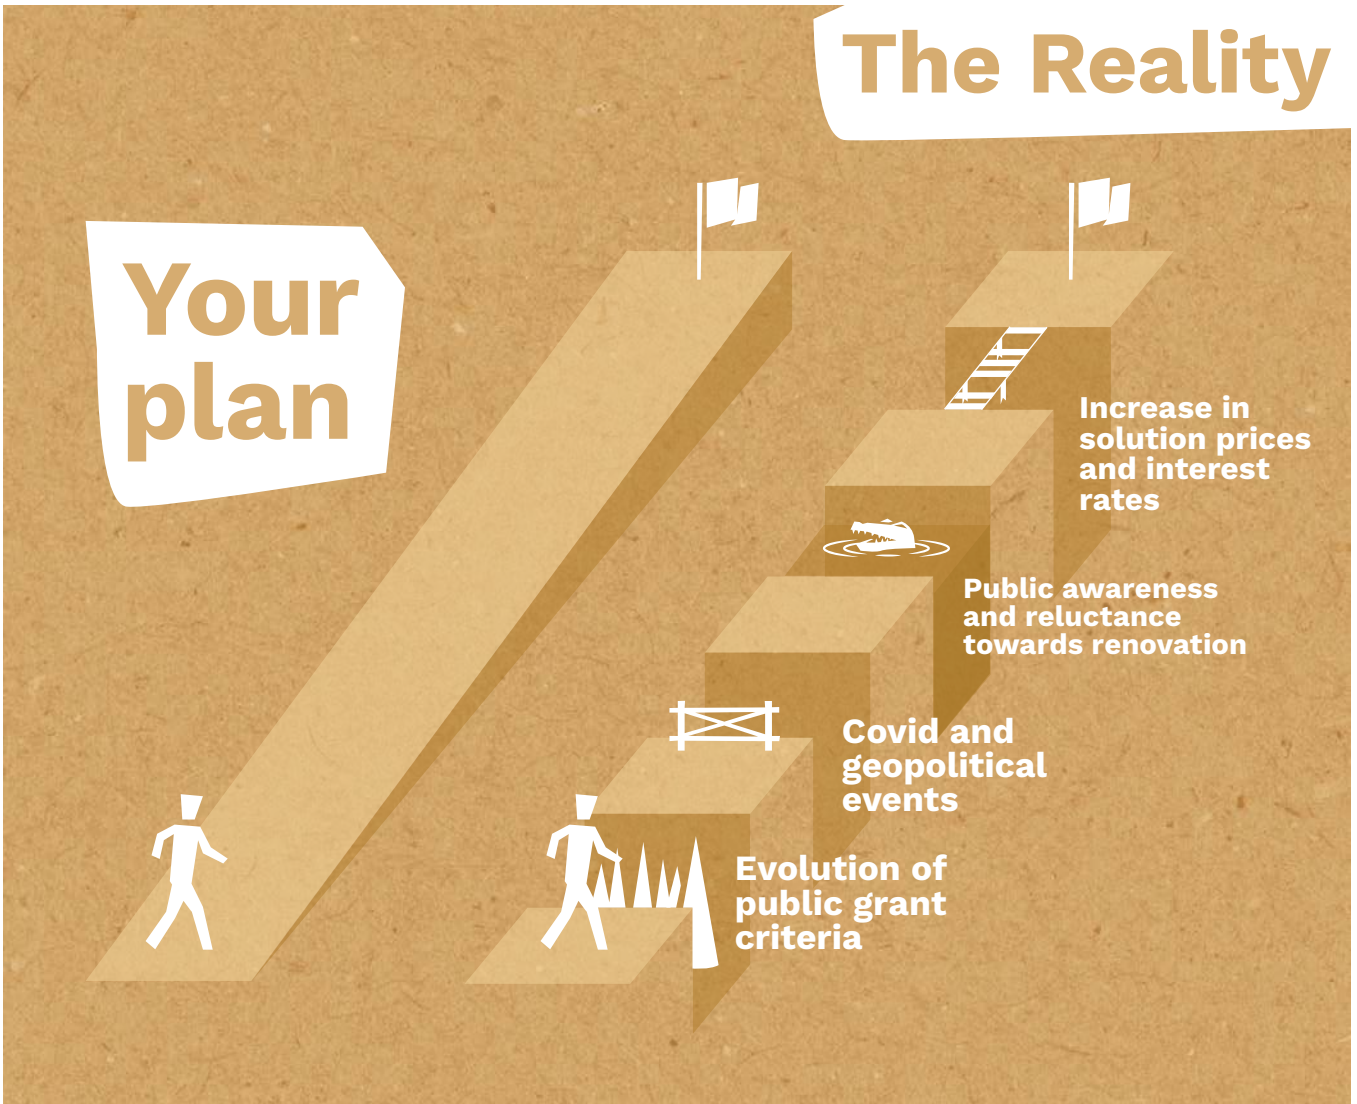 The Reality
Your
plan
Increase in
solution prices
and interest
rates
Public awareness
and reluctance
towards renovation
Covid and
geopolitical
events
Evolution of
public grant
criteria